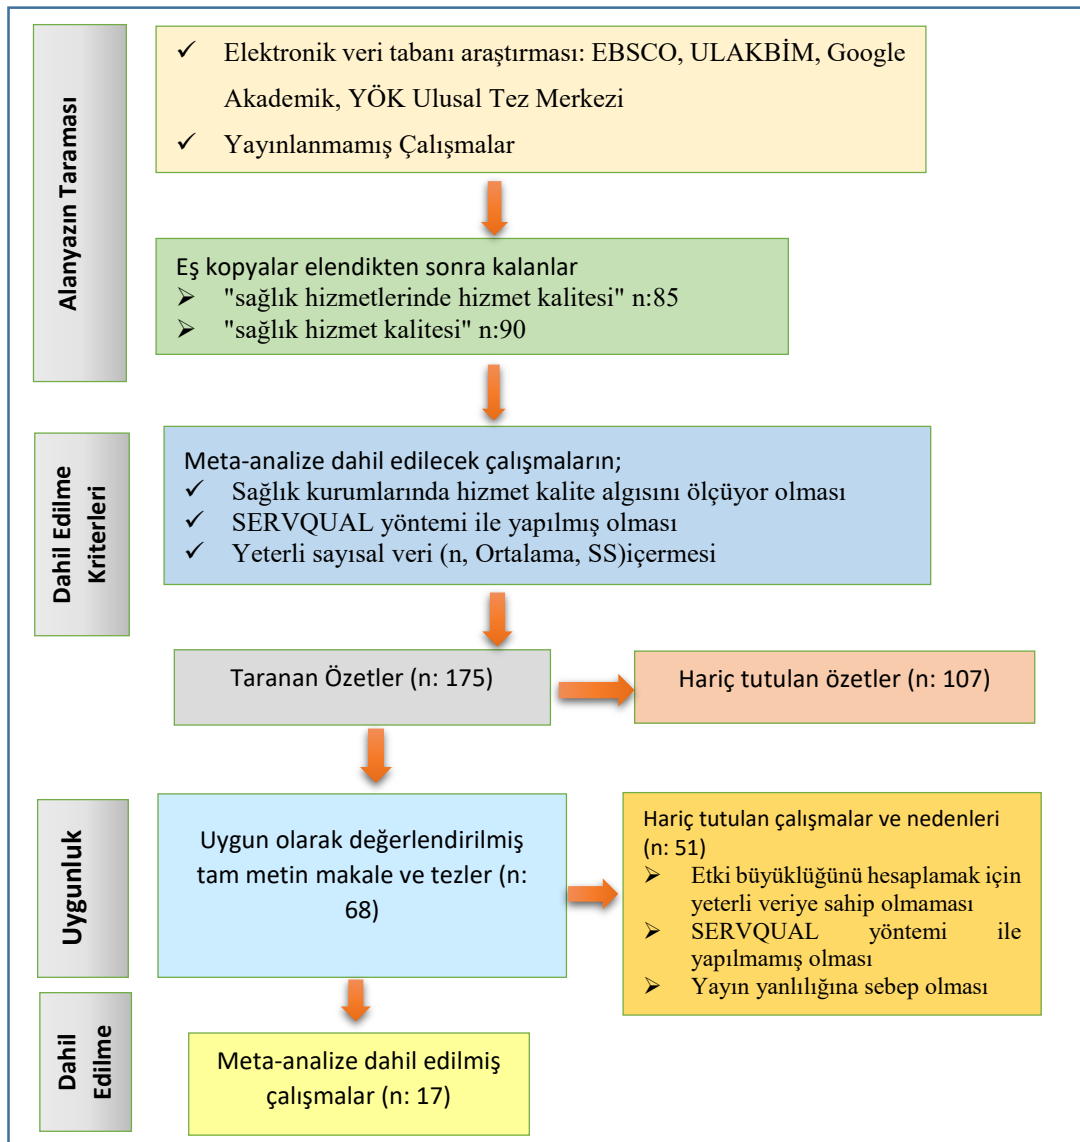 Alanyazın Taraması
✓ Elektronik veri tabanı araştırması: EBSCO, ULAKBİM, Google
Akademik, YÖK Ulusal Tez Merkezi
✓ Yayınlanmamış Çalışmalar
Eş kopyalar elendikten sonra kalanlar
➢ "sağlık hizmetlerinde hizmet kalitesi" n:85
➢ "sağlık hizmet kalitesi" n:90
Dahil Edilme
Kriterleri
Meta-analize dahil edilecek çalışmaların;
✓ Sağlık kurumlarında hizmet kalite algısını ölçüyor olması
✓ SERVQUAL yöntemi ile yapılmış olması
✓ Yeterli sayısal veri (n, Ortalama, SS)içermesi
Taranan Özetler (n: 175)
Hariç tutulan özetler (n: 107)
Uygunluk
Uygun olarak değerlendirilmiş
tam metin makale ve tezler (n:
68)
Hariç tutulan çalışmalar ve nedenleri
(n: 51)
➢ Etki büyüklüğünü hesaplamak için
yeterli veriye sahip olmaması
➢ SERVQUAL yöntemi ile
yapılmamış olması
➢ Yayın yanlılığına sebep olması
Dahil
Edilme
Meta-analize dahil edilmiş
çalışmalar (n: 17)